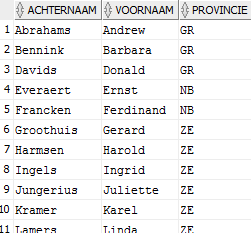 ACHTERNAAM VOORNAAM PROVINCIE
1 Abrahams Andrew GR
2 Bennink Barbara GR
3 Davids Donald GR
4 Everaert Ernst NB
5 Francken Ferdinand NB
6 Groothuis Gerard ZE
7 Harmsen Harold ZE
8 Ingels Ingrid ZE
9 Jungerius Juliette ZE
10 Kramer Karel ZE
11 Lamers Linda ZE